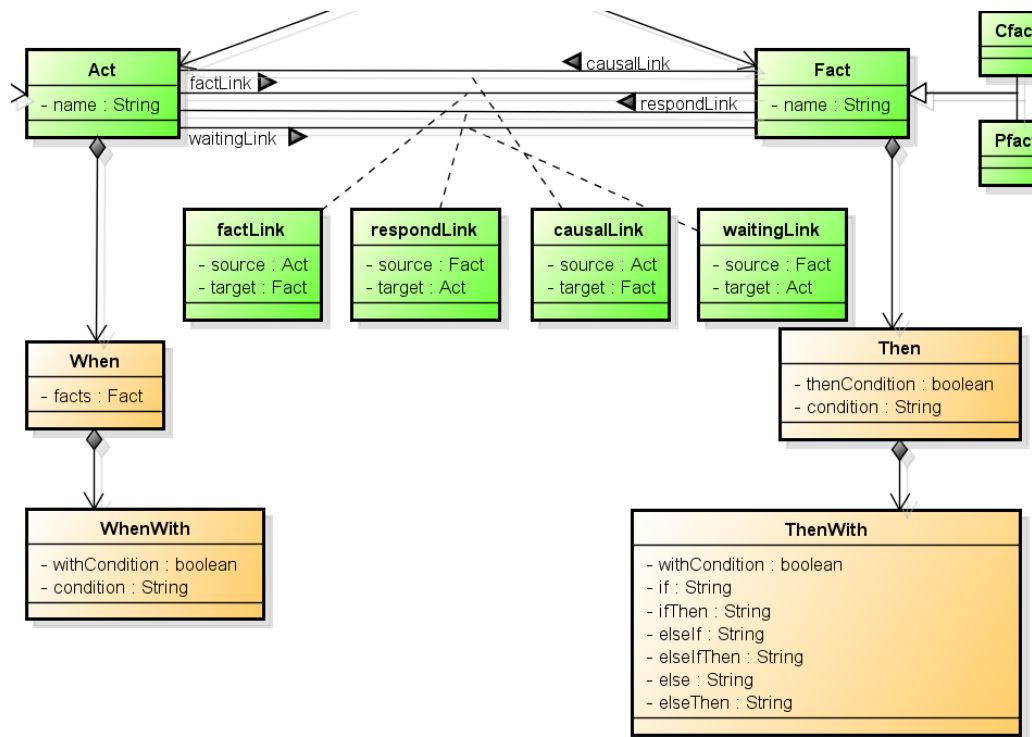 Act
- name : String
factLink
causalLink
respondLink
waitingLink
Fact
- name : String
Cfact
Pfact
factLink
- source : Act
- target : Fact
respondLink
- source : Fact
- target : Act
causalLink
- source : Act
- target : Fact
waitingLink
- source : Fact
- target : Act
When
- facts : Fact
Then
- thenCondition : boolean
- condition : String
WhenWith
- withCondition : boolean
- condition : String
ThenWith
- withCondition : boolean
- if : String
- ifThen : String
- elseIf : String
- elseIfThen : String
- else : String
- elseThen : String